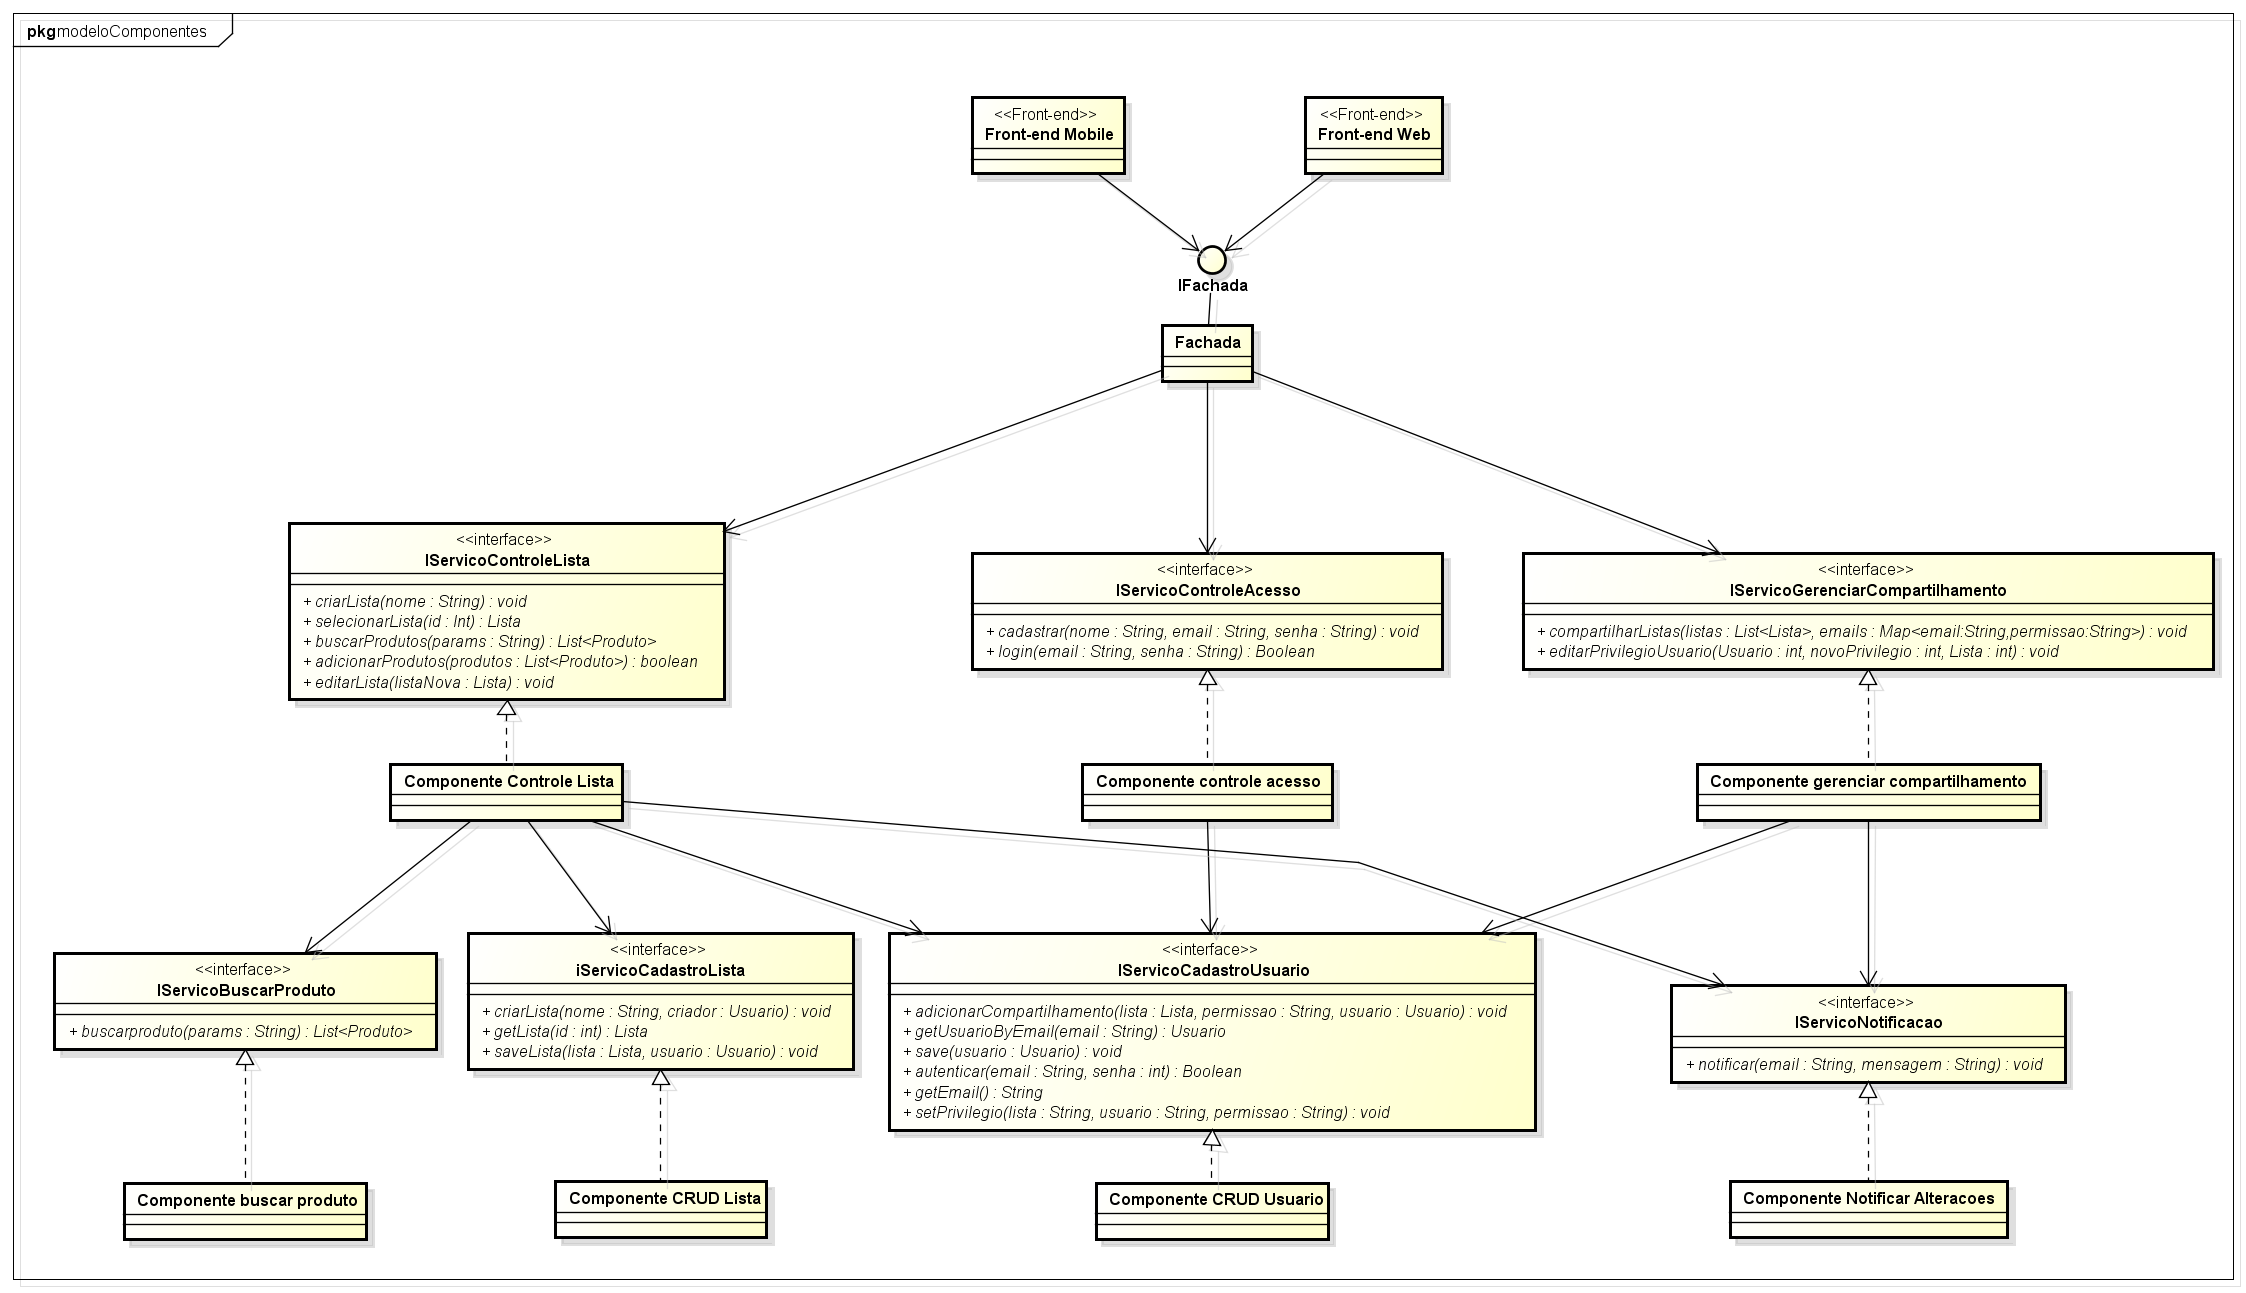 pkg modeloComponentes
<<Front-end>>
Front-end Mobile
<<Front-end>>
Front-end Web
IFachada
Fachada
<<interface>>
IServicoControleLista
+ criarLista(nome : String) : void
+ selecionarLista(id : Int) : Lista
+ buscarProdutos(params : String) : List<Produto>
+ adicionarProdutos(produtos : List<Produto>) : boolean
+ editarLista(listaNova : Lista) : void
<<interface>>
IServicoControleAcesso
+ cadastrar(nome : String, email : String, senha : String) : void
+ login(email : String, senha : String) : Boolean
<<interface>>
IServicoGerenciarCompartilhamento
+ compartilharListas(listas : List<Lista>, emails : Map<email:String,permissao:String>) : void
+ editarPrivilegioUsuario(Usuario : int, novoPrivilegio : int, Lista : int) : void
Componente Controle Lista
Componente controle acesso
Componente gerenciar compartilhamento
<<interface>>
IServicoBuscarProduto
+ buscarproduto(params : String) : List<Produto>
<<interface>>
iServicoCadastroLista
+ criarLista(nome : String, criador : Usuario) : void
+ getLista(id : int) : Lista
+ saveLista(lista : Lista, usuario : Usuario) : void
<<interface>>
IServicoCadastroUsuario
+ adicionarCompartilhamento(lista : Lista, permissao : String, usuario : Usuario) : void
+ getUsuarioByEmail(email : String) : Usuario
+ save(usuario : Usuario) : void
+ autenticar(email : String, senha : int) : Boolean
+ getEmail() : String
+ setPrivilegio(lista : String, usuario : String, permissao : String) : void
<<interface>>
IServicoNotificacao
+ notificar(email : String, mensagem : String) : void
Componente buscar produto
Componente CRUD Lista
Componente CRUD Usuario
Componente Notificar Alteracoes